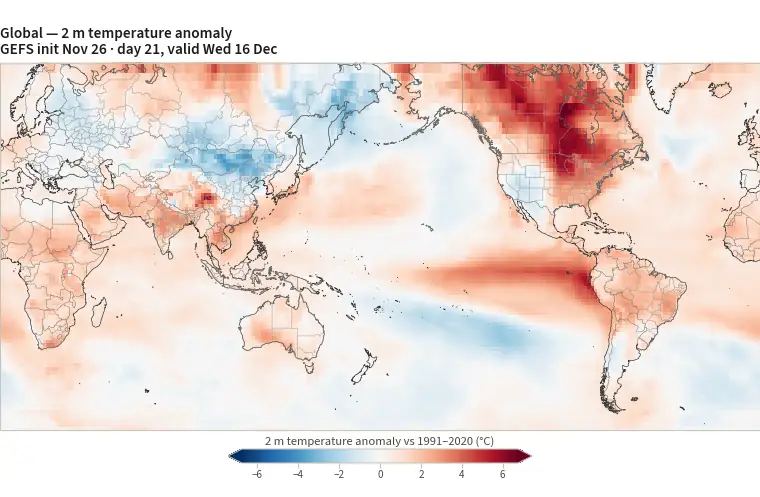 Global — 2 m temperature anomaly
GEFS init Nov 26 · day 21, valid Wed 16 Dec
2 m temperature anomaly vs 1991–2020 (°C)
−6 −4 −2 0 2 4 6